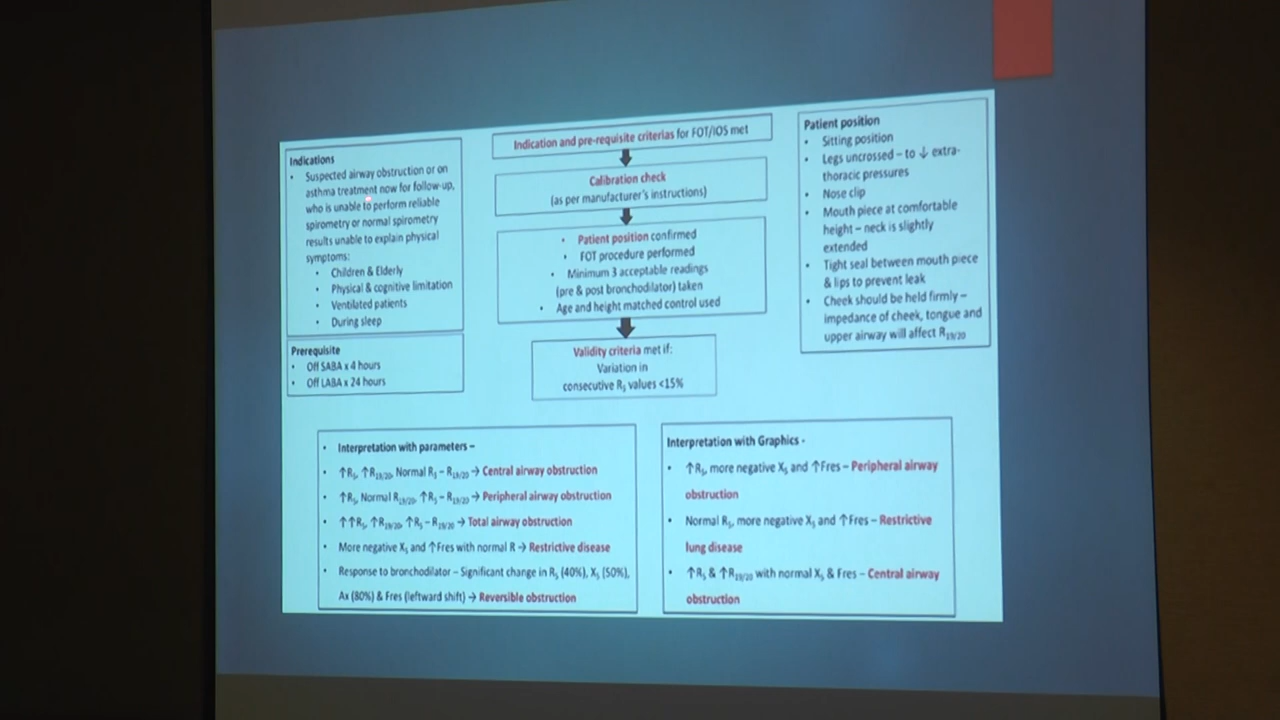 Indications
• Suspected airway obstruction or on
asthma treatment now for follow-up,
who is unable to perform reliable
spirometry or normal spirometry
results unable to explain physical
symptoms:
• Children & Elderly
• Physical & cognitive limitation
• Ventilated patients
• During sleep
Prerequisite
• Off SABA x 4 hours
• Off LABA x 24 hours
Indication and pre-requisite criterias for FOT/IOS met
Calibration check
(as per manufacturer's instructions)
• Patient position confirmed
• FOT procedure performed
• Minimum 3 acceptable readings
(pre & post bronchodilator) taken
• Age and height matched control used
Validity criteria met if:
Variation in
consecutive R5 values <15%
Patient position
• Sitting position
• Legs uncrossed – to ↓ extra-
thoracic pressures
• Nose clip
• Mouth piece at comfortable
height – neck is slightly
extended
• Tight seal between mouth piece
& lips to prevent leak
• Cheek should be held firmly –
impedance of cheek, tongue and
upper airway will affect R19/20
• Interpretation with parameters –
• ↑R5, ↑R19/20, Normal R5 – R19/20 → Central airway obstruction
• ↑R5, Normal R19/20, ↑R5 – R19/20 → Peripheral airway obstruction
• ↑↑R5, ↑R19/20, ↑R5 – R19/20 → Total airway obstruction
• More negative X5 and ↑Fres with normal R → Restrictive disease
• Response to bronchodilator – Significant change in R5 (40%), X5 (50%),
Ax (80%) & Fres (leftward shift) → Reversible obstruction
Interpretation with Graphics -
• ↑R5, more negative X5 and ↑Fres – Peripheral airway
obstruction
• Normal R5, more negative X5 and ↑Fres – Restrictive
lung disease
• ↑R5 & ↑R19/20 with normal X5 & Fres – Central airway
obstruction